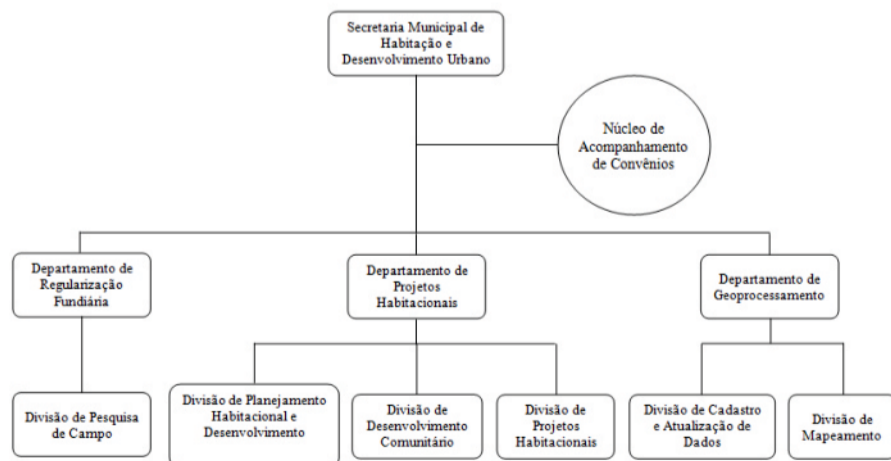 Secretaria Municipal de
Habitação e
Desenvolvimento Urbano
Núcleo de
Acompanhamento
de Convênios
Departamento de
Regularização
Fundiária
Departamento de
Projetos
Habitacionais
Departamento de
Geoprocessamento
Divisão de Pesquisa
de Campo
Divisão de Planejamento
Habitacional e
Desenvolvimento
Divisão de
Desenvolvimento
Comunitário
Divisão de
Projetos
Habitacionais
Divisão de Cadastro
e Atualização de
Dados
Divisão de
Mapeamento